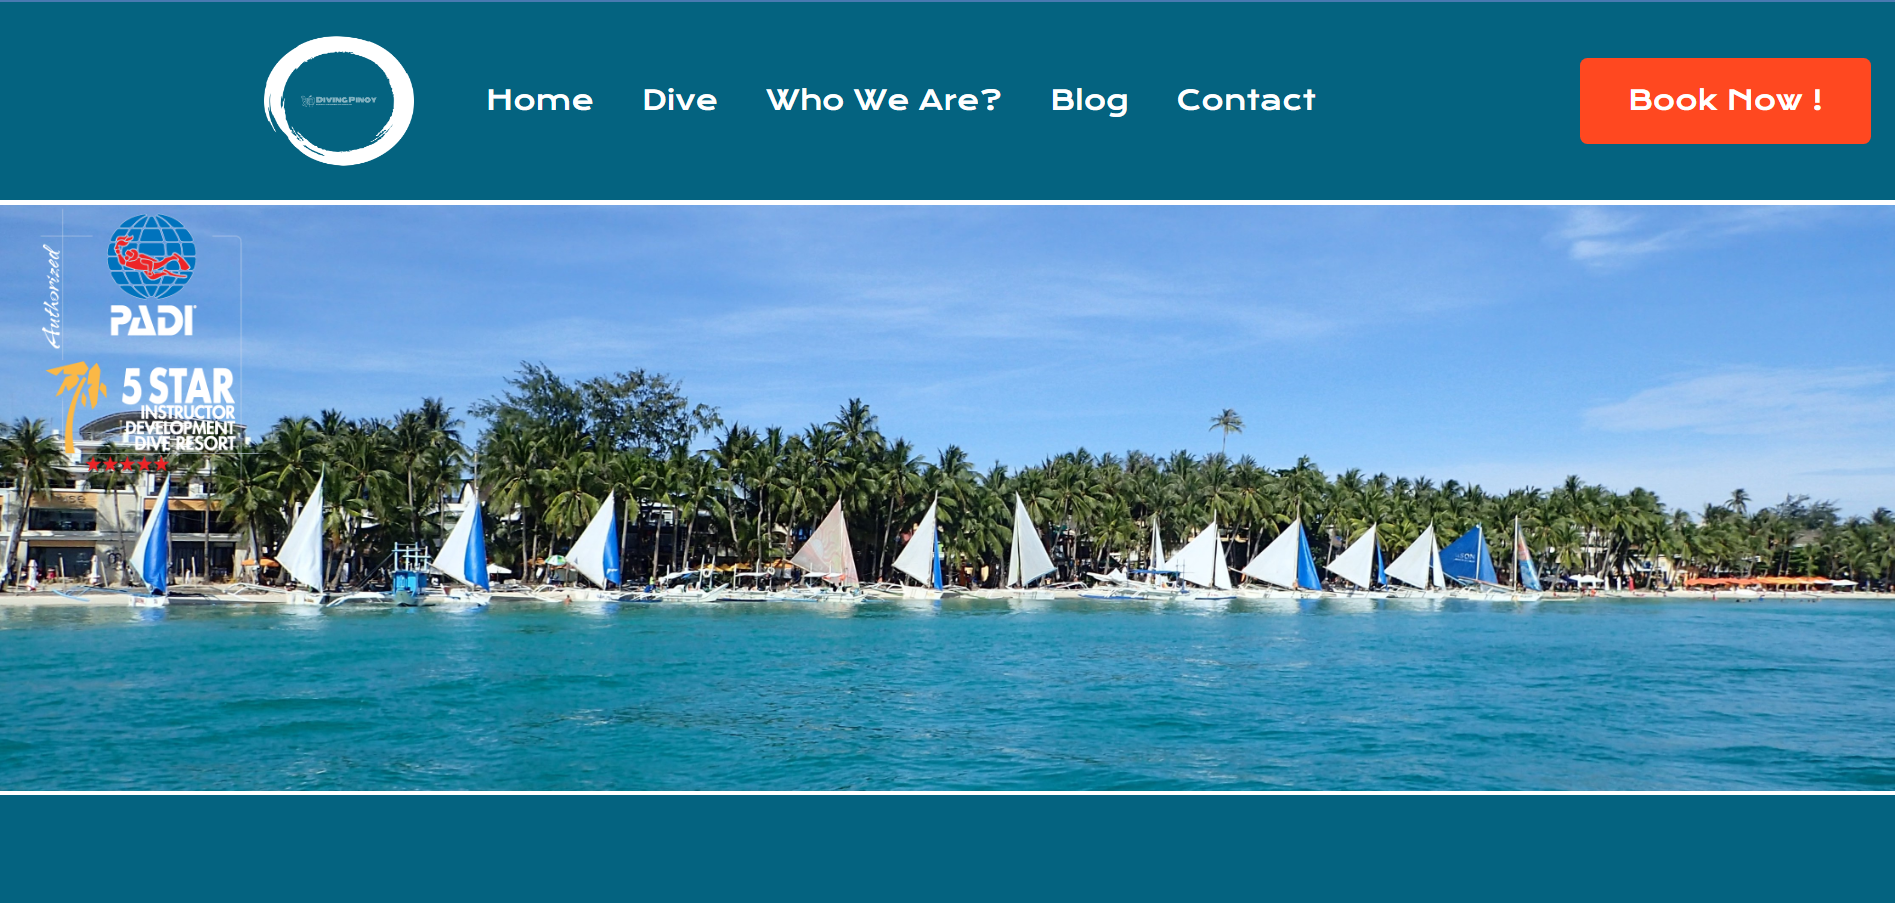 DIVINGPINOY
Home
Dive
Who We Are?
Blog
Contact
Book Now !
Authorized
PADI
5 STAR
INSTRUCTOR
DEVELOPMENT
DIVE RESORT